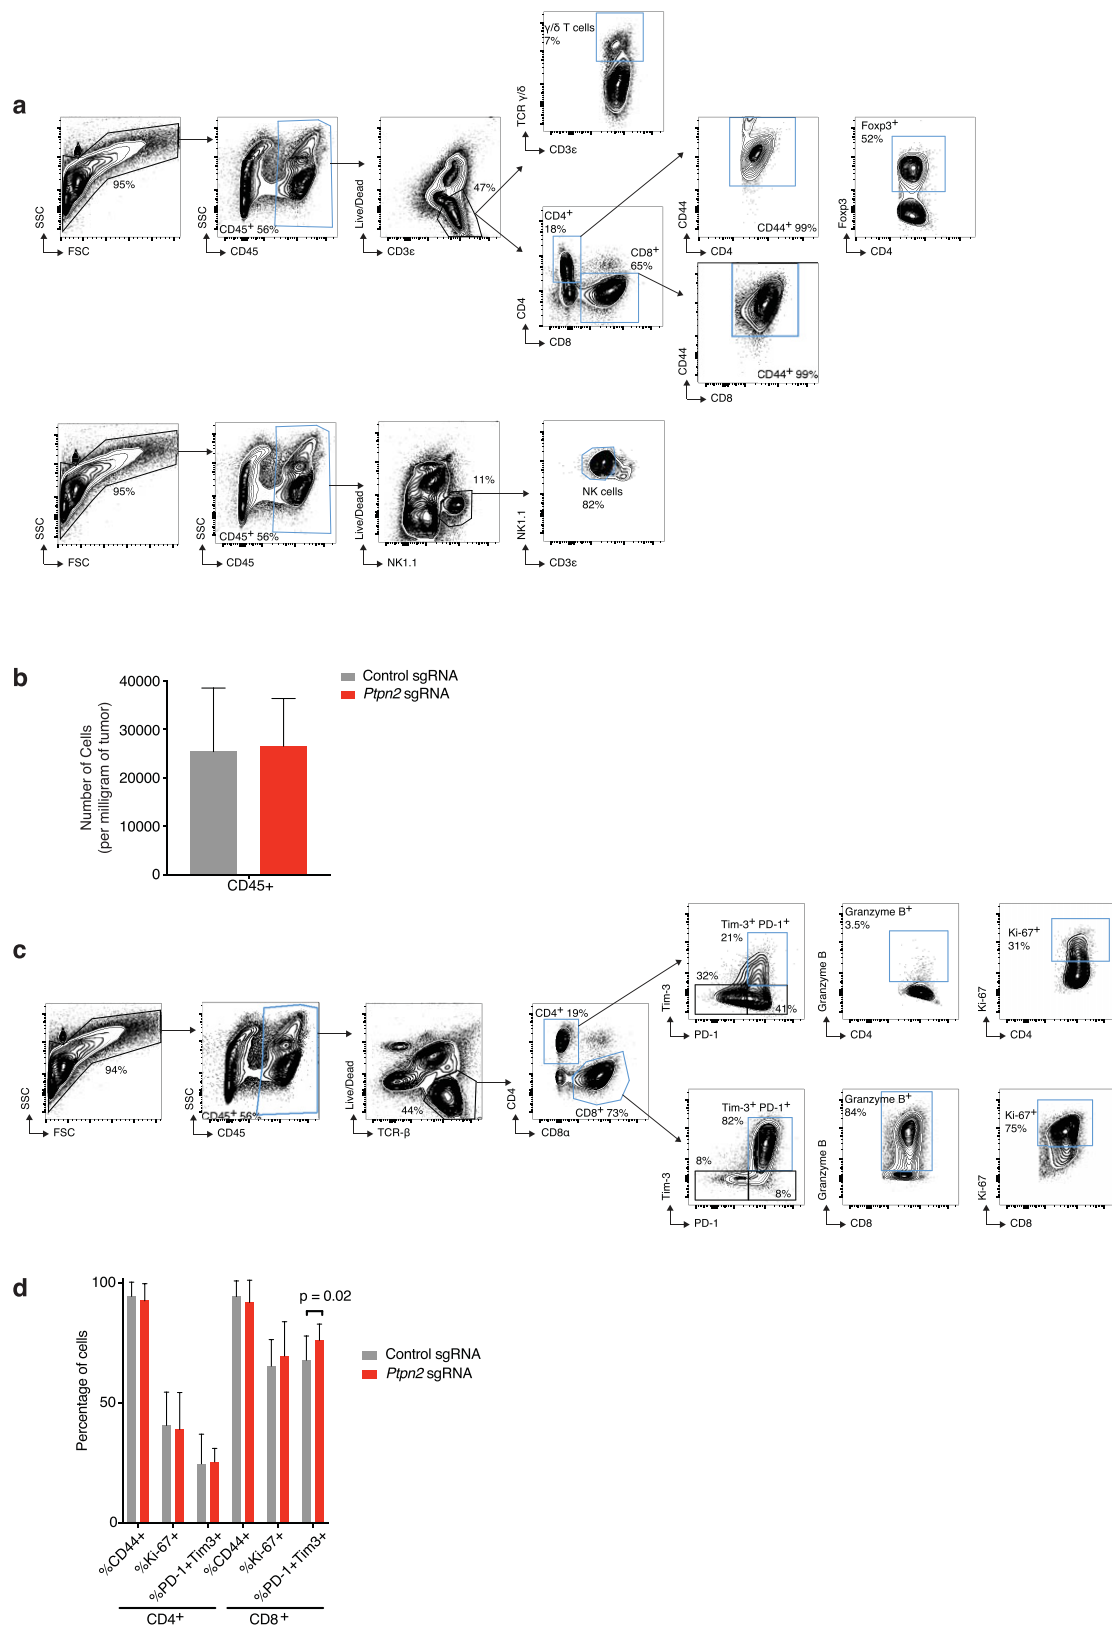 a
γ/δ T cells
7%
TCR γ/δ
CD3ε
SSC
95%
FSC
SSC
CD45+ 56%
CD45
Live/Dead
47%
CD3ε
CD4+
18%
CD8+
65%
CD4
CD8
CD44
CD44+ 99%
CD4
Foxp3+
52%
Foxp3
CD4
CD44
CD44+ 99%
CD8
SSC
95%
FSC
SSC
CD45+ 56%
CD45
Live/Dead
11%
NK1.1
NK1.1
NK cells
82%
CD3ε
b
Number of Cells
(per milligram of tumor)
40000
30000
20000
10000
0
CD45+
Control sgRNA
Ptpn2 sgRNA
c
SSC
94%
FSC
SSC
CD45+ 56%
CD45
Live/Dead
44%
TCR-β
CD4+ 19%
CD4
CD8+ 73%
CD8α
Tim-3+ PD-1+
21%
32%
41%
Tim-3
PD-1
Granzyme B+
3.5%
Granzyme B
CD4
Ki-67+
31%
Ki-67
CD4
Tim-3+ PD-1+
82%
8%
8%
Tim-3
PD-1
Granzyme B+
84%
Granzyme B
CD8
Ki-67+
75%
Ki-67
CD8
d
Percentage of cells
100
50
0
p = 0.02
Control sgRNA
Ptpn2 sgRNA
%CD44+
%Ki-67+
%PD-1+Tim3+
%CD44+
%Ki-67+
%PD-1+Tim3+
CD4+
CD8+